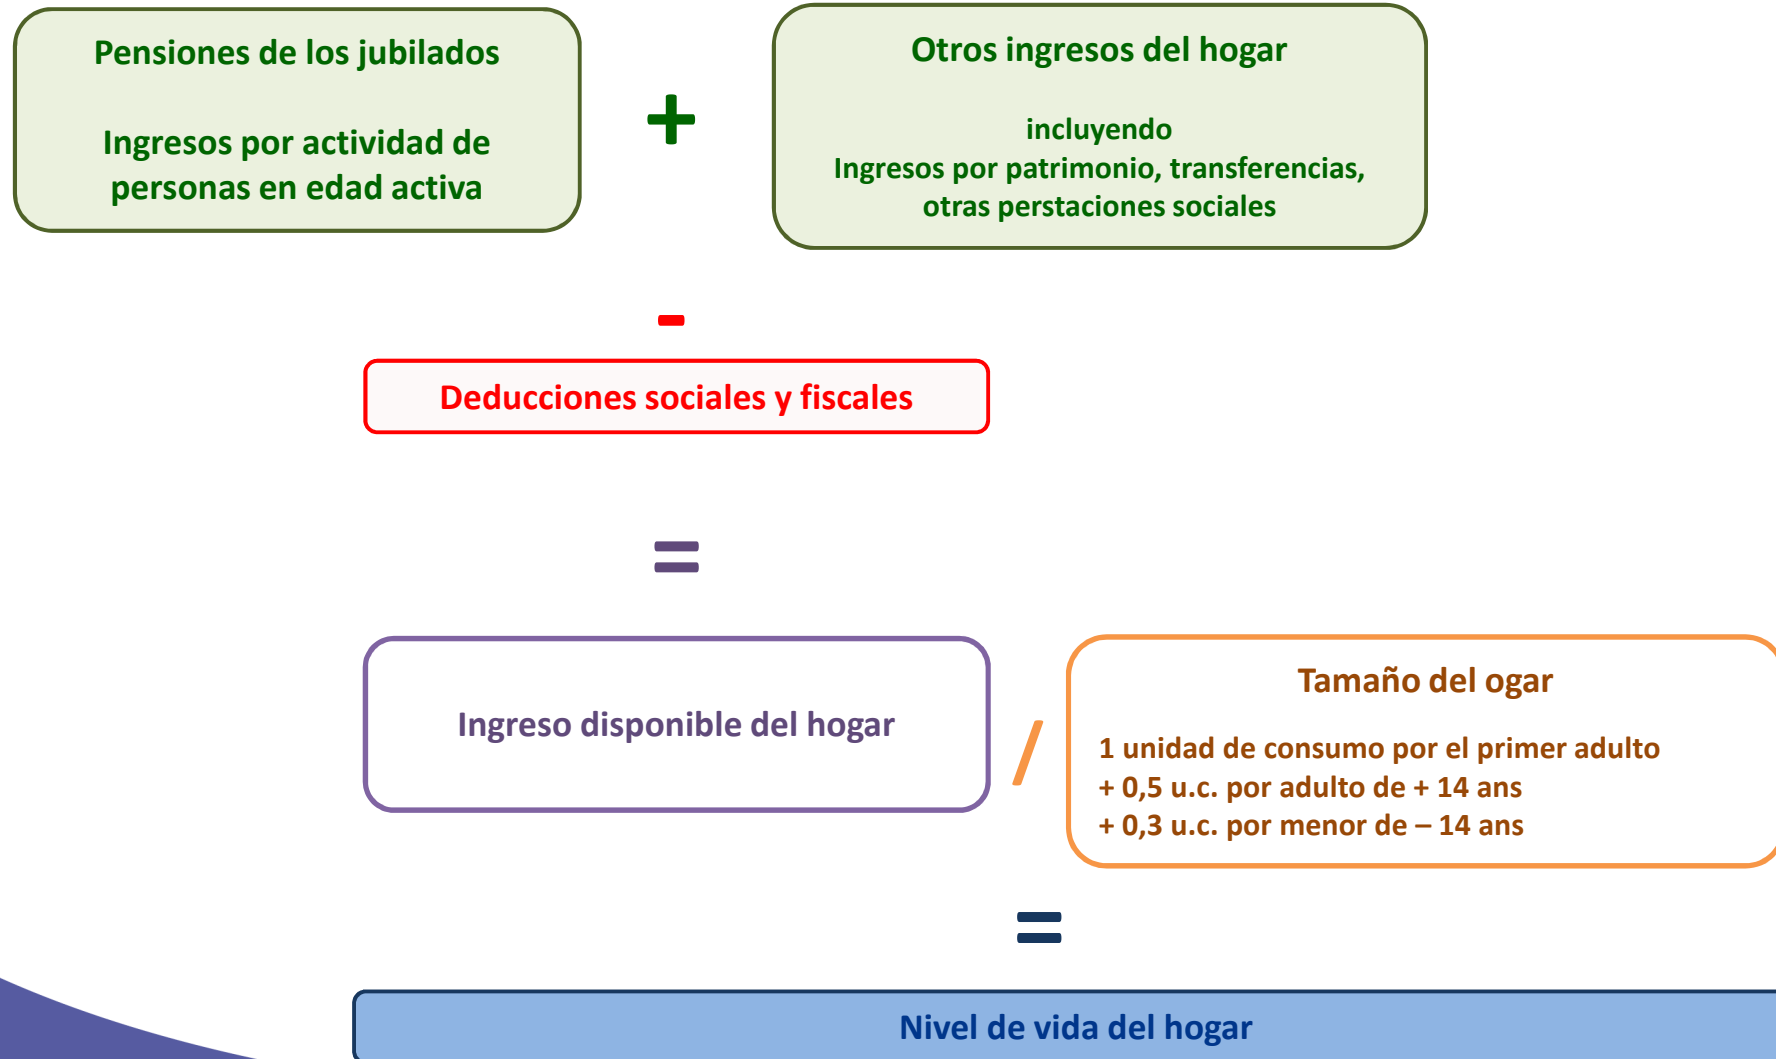 Pensiones de los jubilados
Ingresos por actividad de
personas en edad activa
+
Otros ingresos del hogar
incluyendo
Ingresos por patrimonio, transferencias,
otras perstaciones sociales
-
Deducciones sociales y fiscales
=
Ingreso disponible del hogar
/
Tamaño del ogar
1 unidad de consumo por el primer adulto
+ 0,5 u.c. por adulto de + 14 ans
+ 0,3 u.c. por menor de – 14 ans
=
Nivel de vida del hogar